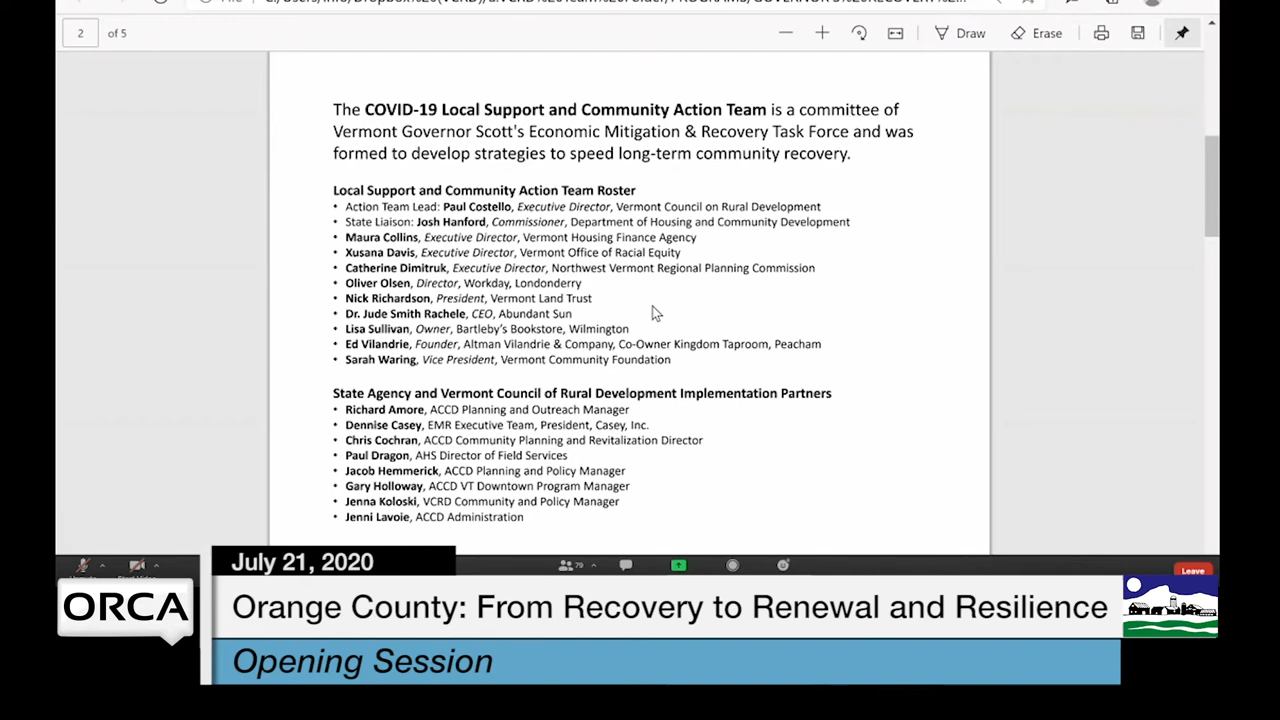 2 of 5
Draw
Erase
The COVID-19 Local Support and Community Action Team is a committee of
Vermont Governor Scott's Economic Mitigation & Recovery Task Force and was
formed to develop strategies to speed long-term community recovery.
Local Support and Community Action Team Roster
• Action Team Lead: Paul Costello, Executive Director, Vermont Council on Rural Development
• State Liaison: Josh Hanford, Commissioner, Department of Housing and Community Development
• Maura Collins, Executive Director, Vermont Housing Finance Agency
• Xusana Davis, Executive Director, Vermont Office of Racial Equity
• Catherine Dimitruk, Executive Director, Northwest Vermont Regional Planning Commission
• Oliver Olsen, Director, Workday, Londonderry
• Nick Richardson, President, Vermont Land Trust
• Dr. Jude Smith Rachele, CEO, Abundant Sun
• Lisa Sullivan, Owner, Bartleby's Bookstore, Wilmington
• Ed Vilandrie, Founder, Altman Vilandrie & Company, Co-Owner Kingdom Taproom, Peacham
• Sarah Waring, Vice President, Vermont Community Foundation
State Agency and Vermont Council of Rural Development Implementation Partners
• Richard Amore, ACCD Planning and Outreach Manager
• Dennise Casey, EMR Executive Team, President, Casey, Inc.
• Chris Cochran, ACCD Community Planning and Revitalization Director
• Paul Dragon, AHS Director of Field Services
• Jacob Hemmerick, ACCD Planning and Policy Manager
• Gary Holloway, ACCD VT Downtown Program Manager
• Jenna Koloski, VCRD Community and Policy Manager
• Jenni Lavoie, ACCD Administration
79
Leave
July 21, 2020
ORCA
Orange County: From Recovery to Renewal and Resilience
Opening Session